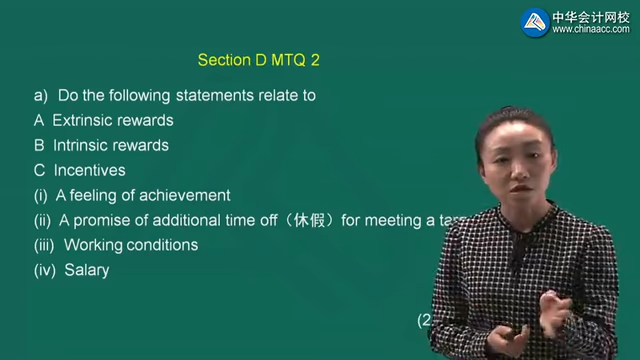 中华会计网校
www.chinaacc.com
Section D MTQ 2
a) Do the following statements relate to
A Extrinsic rewards
B Intrinsic rewards
C Incentives
(i) A feeling of achievement
(ii) A promise of additional time off（休假）for meeting a
(iii) Working conditions
(iv) Salary
(2